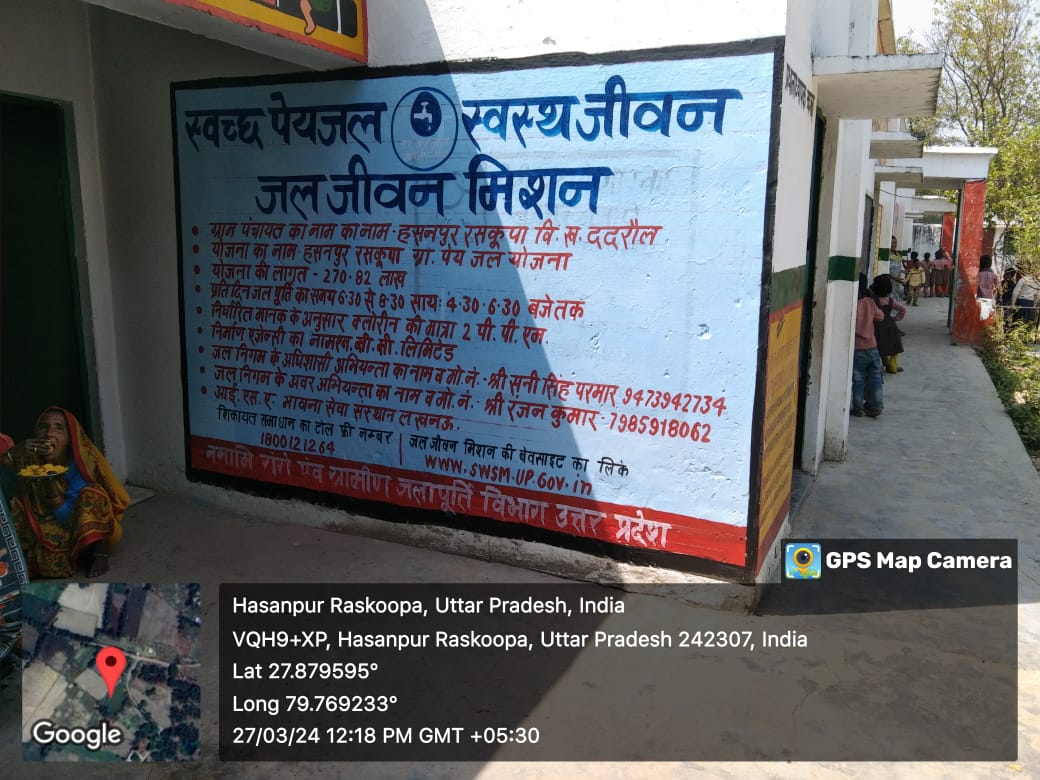 स्वच्छ पेयजल स्वस्थ जीवन
जल जीवन मिशन
• ग्राम पंचायत का नाम का नाम. हसनपुर रसकूपा वि. ख. ददरौल
• योजना का नाम- हसनपुर रसकूपा ग्रा. पेय जल योजना
• योजना की लागत - 270.82 लाख
• प्रति दिन जल पूर्ति का समय 6:30 से 8:30 सायः 4:30-6:30 बजे तक
• निर्धारित मानक के अनुसार क्लोरीन की मात्रा 2 पी. पी. एम.
• निर्माण एजेन्सी का नाम एन. सी. सी. लिमिटेड
• जल निगम के अधिशासी अभियन्ता का नाम व मो. नं. - श्री सनी सिंह परमार 9473942734
• जल निगम के अवर अभियन्ता का नाम व मो. नं. - श्री रंजन कुमार - 7985918062
• आई. एस. ए- भावना सेवा संस्थान लखनऊ.
शिकायत समाधान का टोल फ्री नम्बर
1800121264
जल जीवन मिशन की वेवसाइट का लिंक
WWW.SWSM.UP.GOV.in
नमामि गंगे एंव ग्रामीण जलापूर्ति विभाग उत्तर प्रदेश
GPS Map Camera
Hasanpur Raskoopa, Uttar Pradesh, India
VQH9+XP, Hasanpur Raskoopa, Uttar Pradesh 242307, India
Lat 27.879595°
Long 79.769233°
27/03/24 12:18 PM GMT +05:30
Google